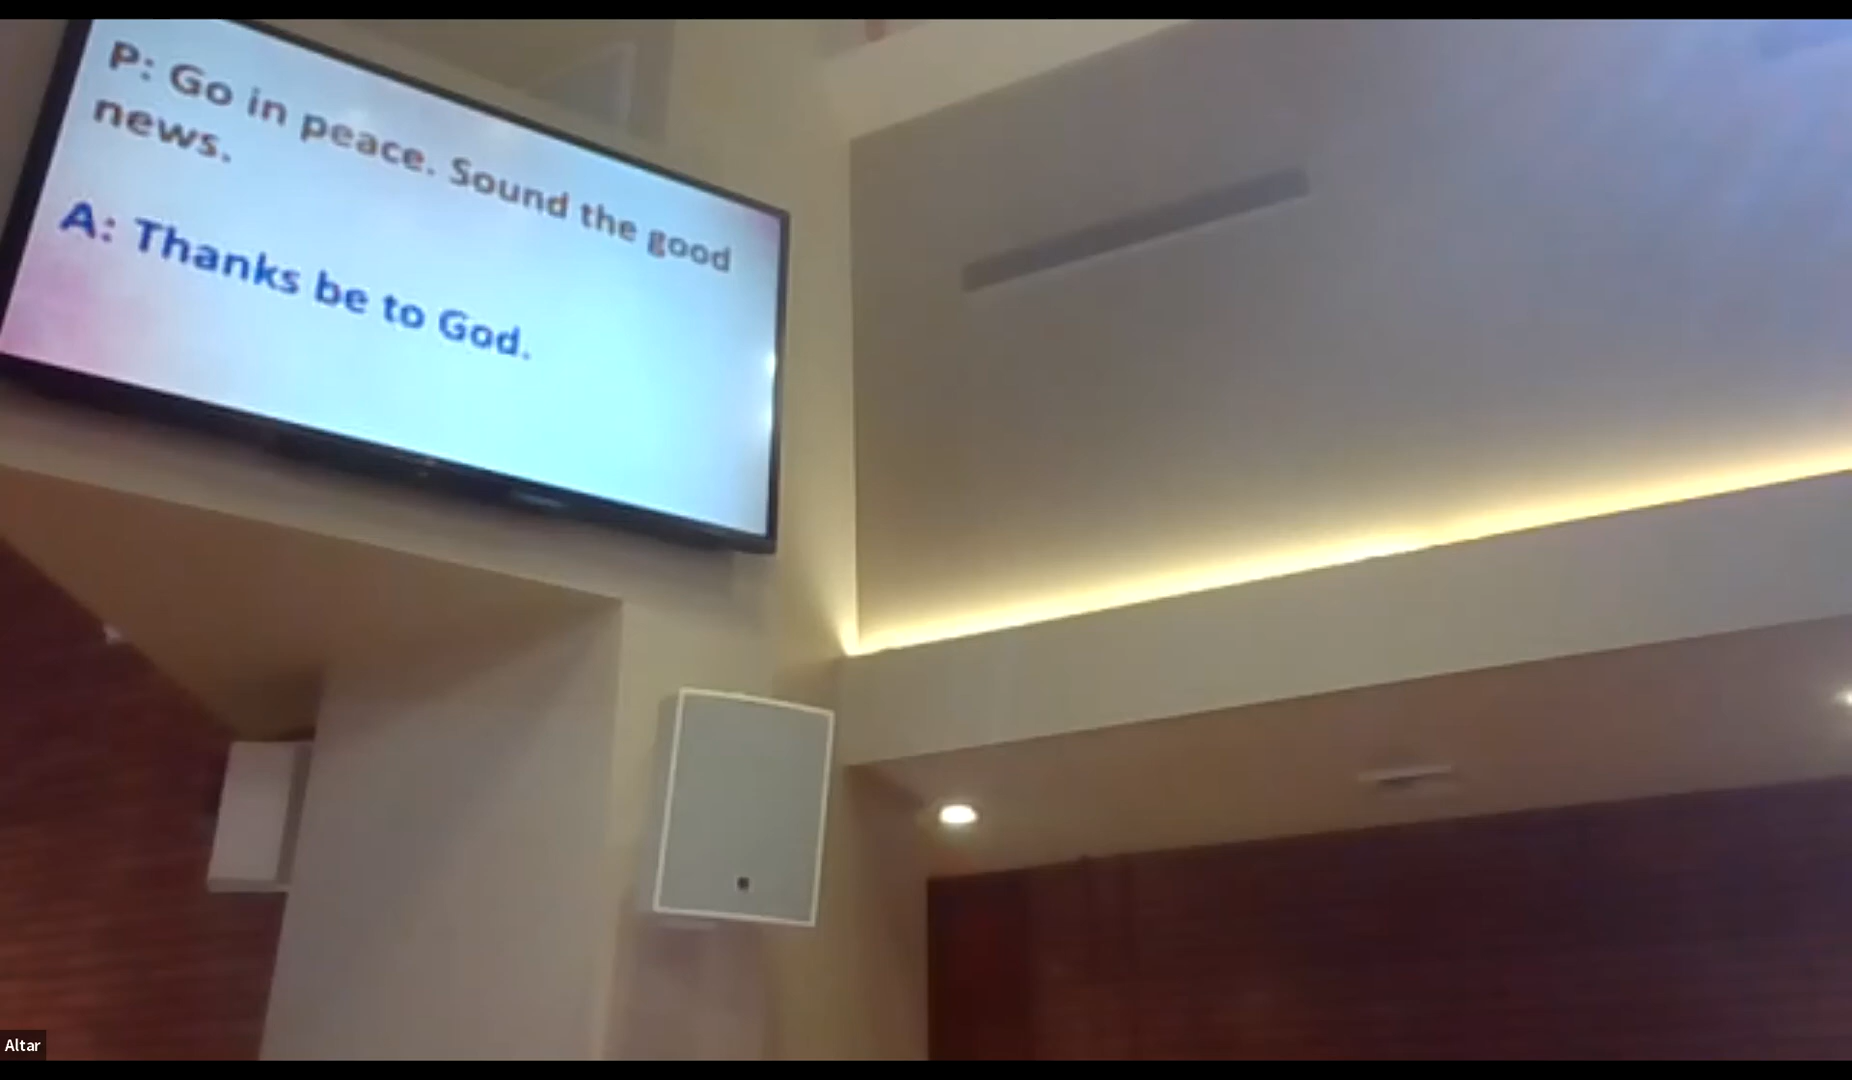 P: Go in peace. Sound the good
news.
A: Thanks be to God.
Altar